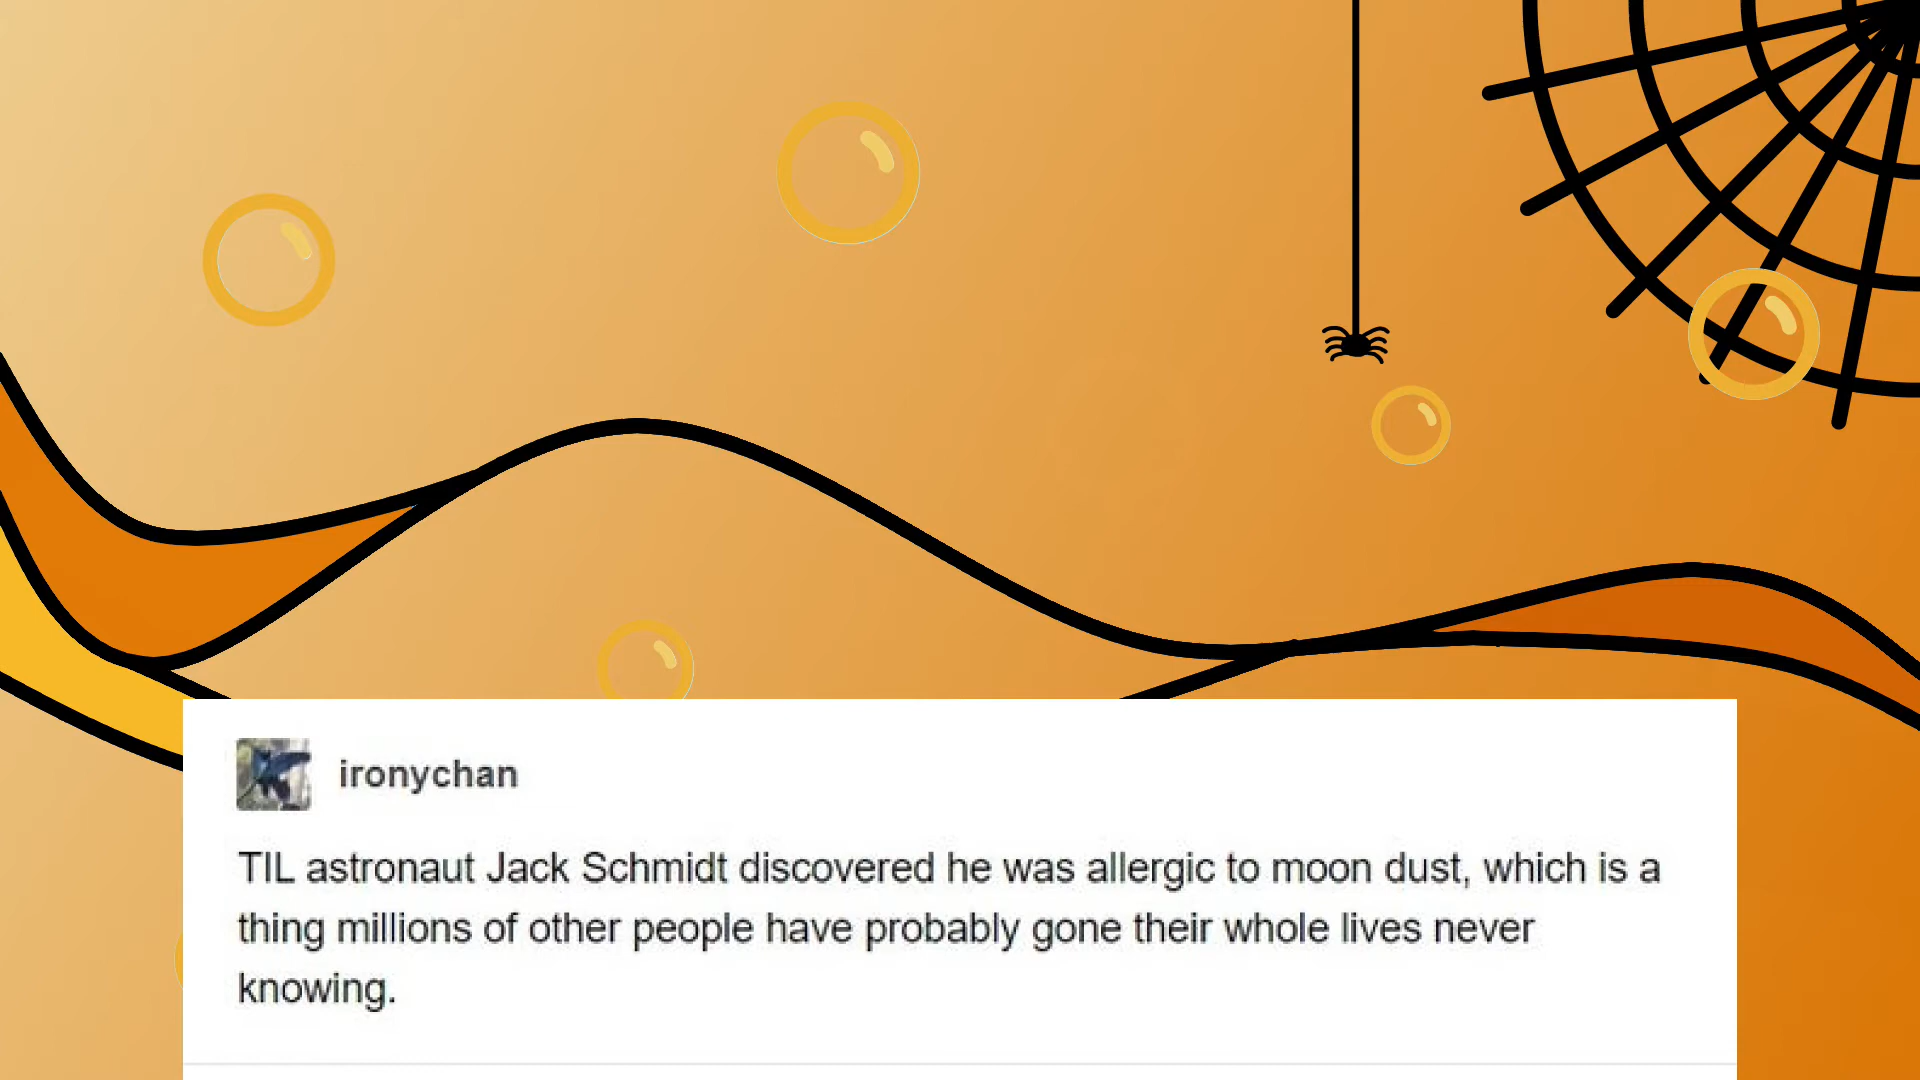 ironychan
TIL astronaut Jack Schmidt discovered he was allergic to moon dust, which is a
thing millions of other people have probably gone their whole lives never
knowing.